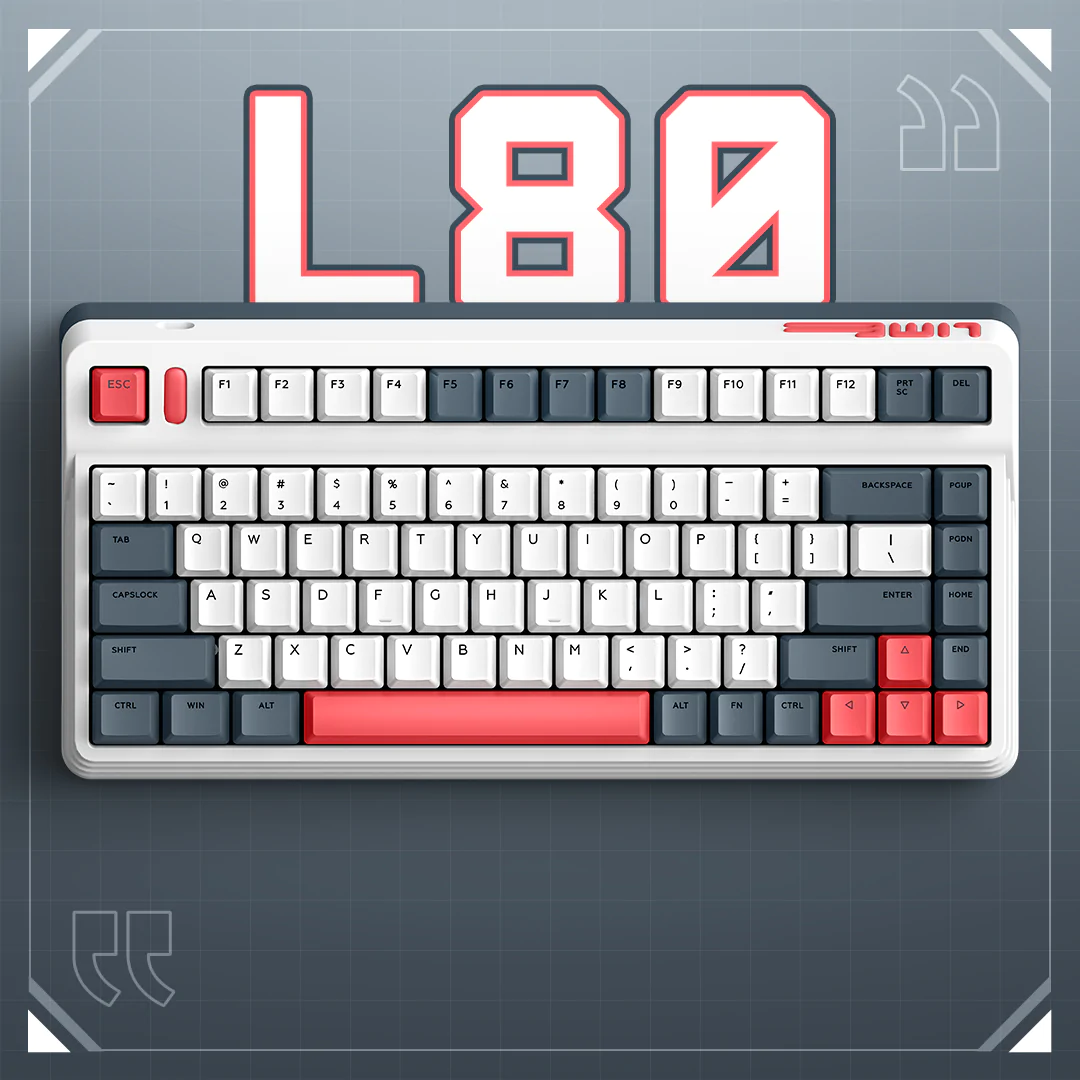 L80
ESC F1 F2 F3 F4 F5 F6 F7 F8 F9 F10 F11 F12 PRT SC DEL
~ ! @ # $ % ^ & * ( ) _ + BACKSPACE PGUP
` 1 2 3 4 5 6 7 8 9 0 - =
TAB Q W E R T Y U I O P { } | PGDN
[ ] \
CAPSLOCK A S D F G H J K L : " ENTER HOME
; '
SHIFT Z X C V B N M < > ? SHIFT △ END
, . /
CTRL WIN ALT ALT FN CTRL ◁ ▽ ▷